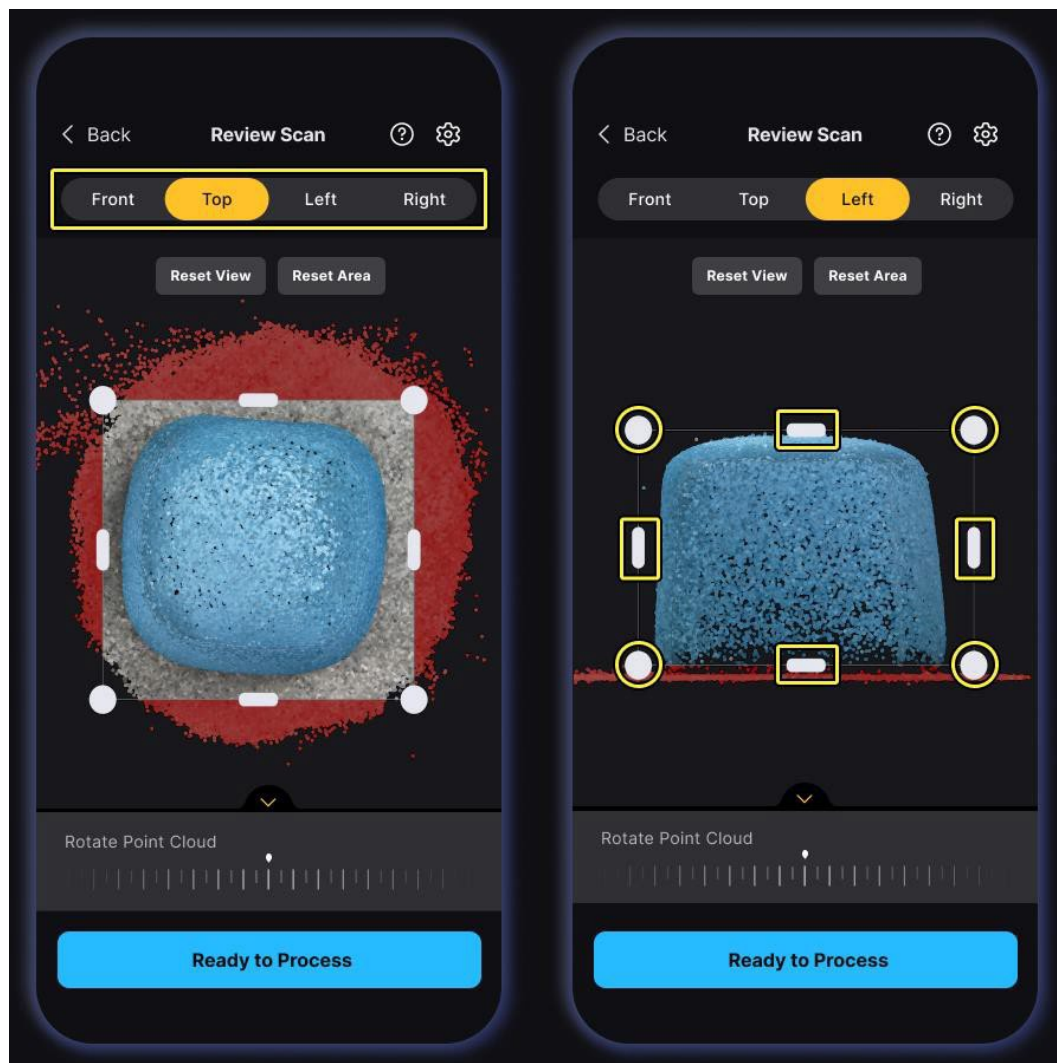 Back Review Scan
Front Top Left Right
Reset View Reset Area
Rotate Point Cloud
Ready to Process
Back Review Scan
Front Top Left Right
Reset View Reset Area
Rotate Point Cloud
Ready to Process